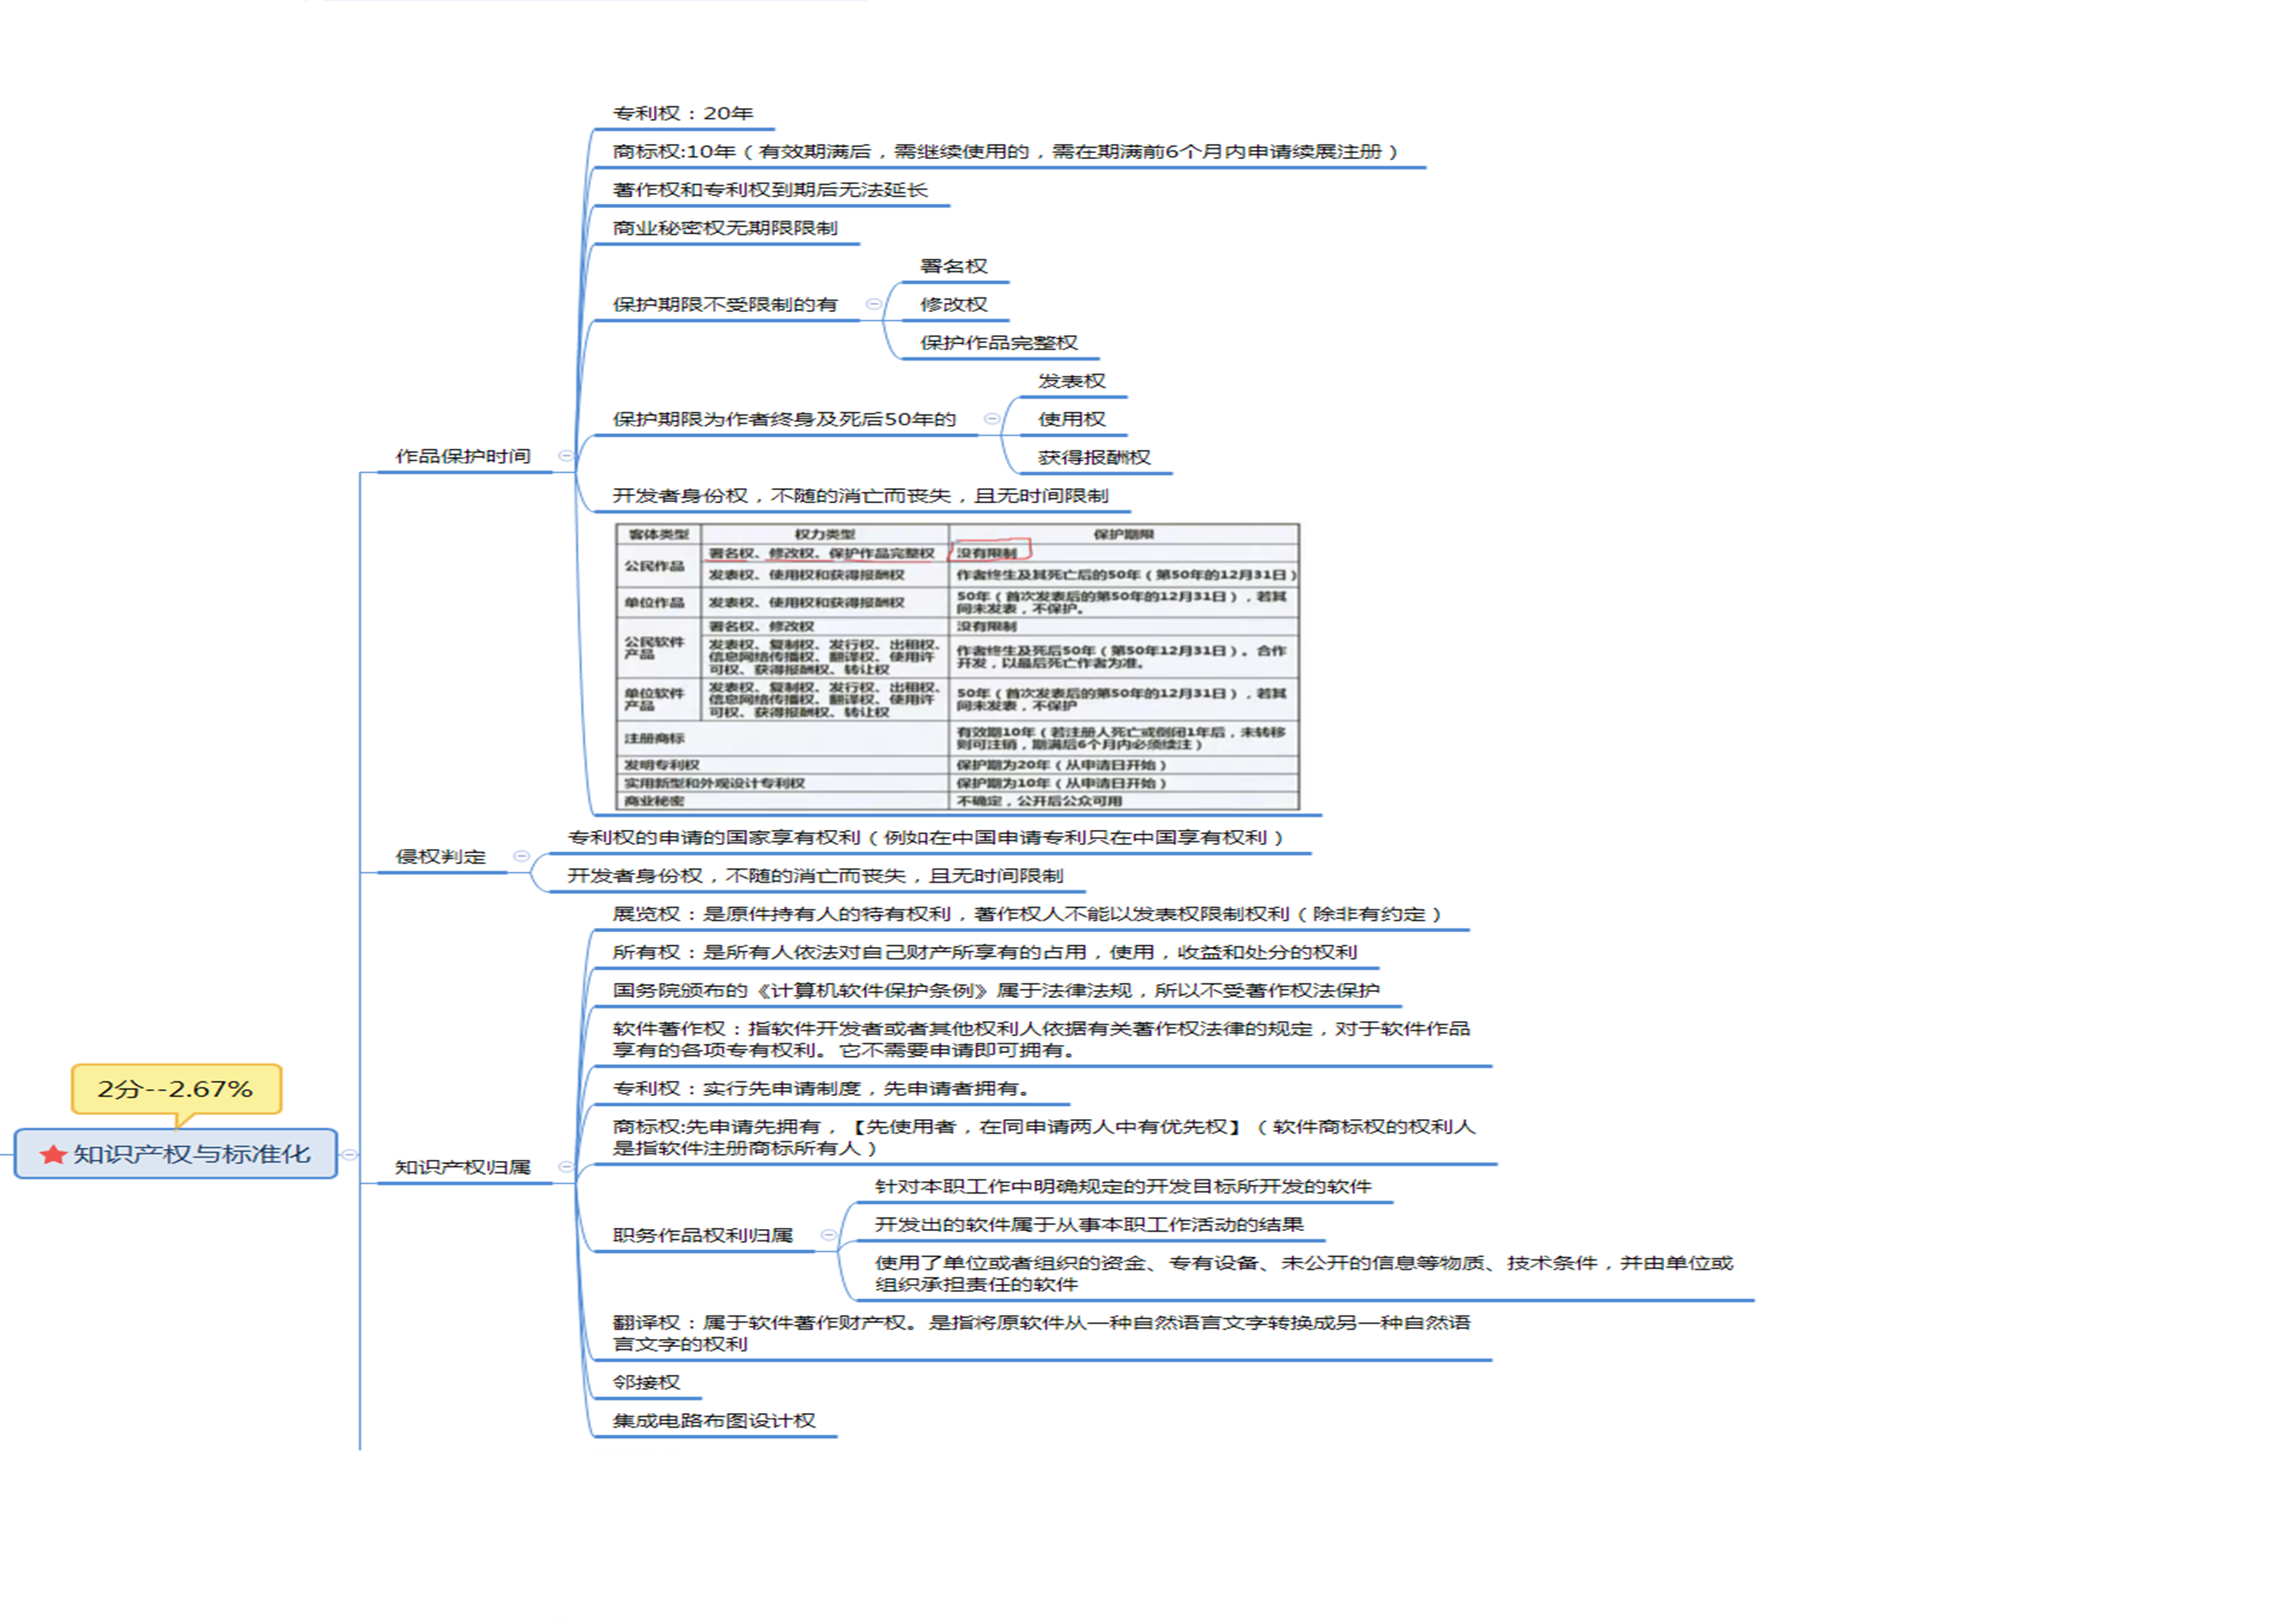 专利权：20年
商标权:10年（有效期满后，需继续使用的，需在期满前6个月内申请续展注册）
著作权和专利权到期后无法延长
商业秘密权无期限限制
署名权
保护期限不受限制的有
修改权
保护作品完整权
发表权
保护期限为作者终身及死后50年的
使用权
获得报酬权
作品保护时间
开发者身份权，不随的消亡而丧失，且无时间限制
客体类型 权力类型 保护期限
公民作品
署名权、修改权、保护作品完整权 没有限制
发表权、使用权和获得报酬权 作者终生及其死亡后的50年（第50年的12月31日）
单位作品 发表权、使用权和获得报酬权
50年（首次发表后的第50年的12月31日），若其
间未发表，不保护。
公民软件
产品
署名权、修改权 没有限制
发表权、复制权、发行权、出租权、
信息网络传播权、翻译权、使用许
可权、获得报酬权、转让权
作者终生及死后50年（第50年12月31日）。合作
开发，以最后死亡作者为准。
单位软件
产品
发表权、复制权、发行权、出租权、
信息网络传播权、翻译权、使用许
可权、获得报酬权、转让权
50年（首次发表后的第50年的12月31日），若其
间未发表，不保护
注册商标
有效期10年（若注册人死亡或倒闭1年后，未转移
则可注销，期满后6个月内必须续注）
发明专利权 保护期为20年（从申请日开始）
实用新型和外观设计专利权 保护期为10年（从申请日开始）
商业秘密 不确定，公开后公众可用
侵权判定
专利权的申请的国家享有权利（例如在中国申请专利只在中国享有权利）
开发者身份权，不随的消亡而丧失，且无时间限制
展览权：是原件持有人的特有权利，著作权人不能以发表权限制权利（除非有约定）
所有权：是所有人依法对自己财产所享有的占用，使用，收益和处分的权利
国务院颁布的《计算机软件保护条例》属于法律法规，所以不受著作权法保护
软件著作权：指软件开发者或者其他权利人依据有关著作权法律的规定，对于软件作品
享有的各项专有权利。它不需要申请即可拥有。
2分--2.67%
专利权：实行先申请制度，先申请者拥有。
商标权:先申请先拥有，【先使用者，在同申请两人中有优先权】（软件商标权的权利人
是指软件注册商标所有人）
知识产权与标准化
知识产权归属
针对本职工作中明确规定的开发目标所开发的软件
职务作品权利归属
开发出的软件属于从事本职工作活动的结果
使用了单位或者组织的资金、专有设备、未公开的信息等物质、技术条件，并由单位或
组织承担责任的软件
翻译权：属于软件著作财产权。是指将原软件从一种自然语言文字转换成另一种自然语
言文字的权利
邻接权
集成电路布图设计权